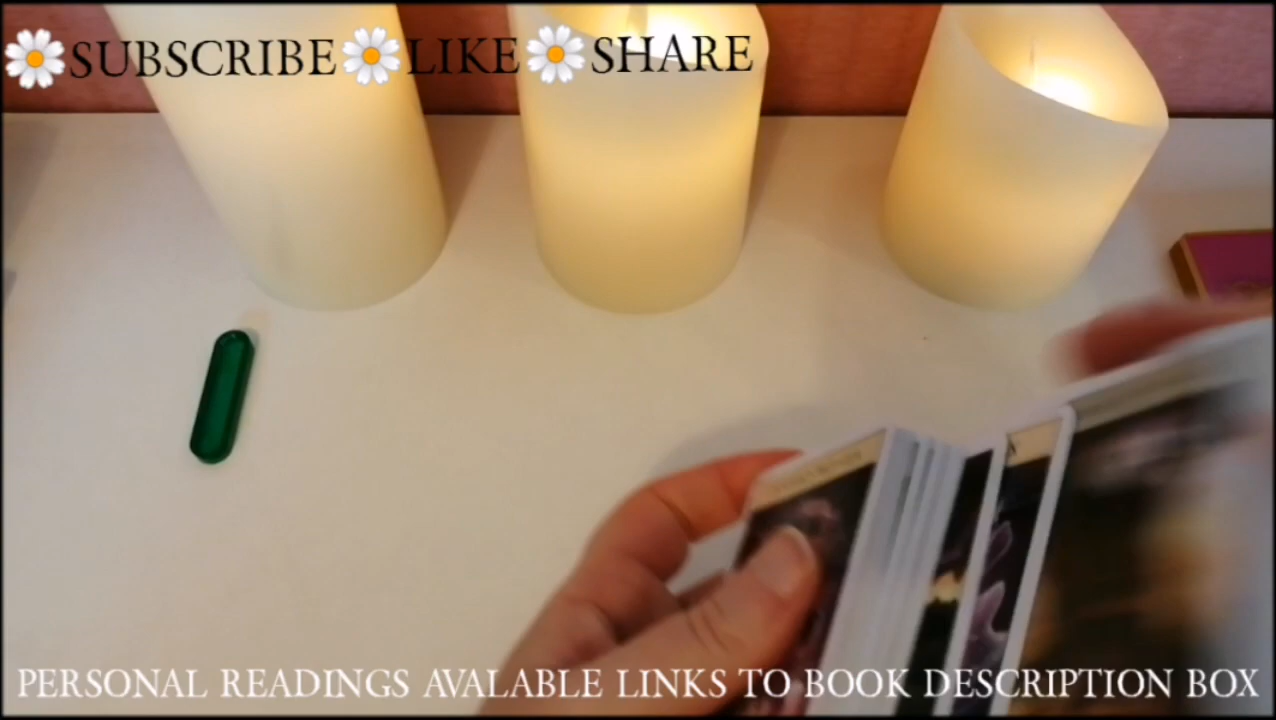 SUBSCRIBE LIKE SHARE
PERSONAL READINGS AVALABLE LINKS TO BOOK DESCRIPTION BOX